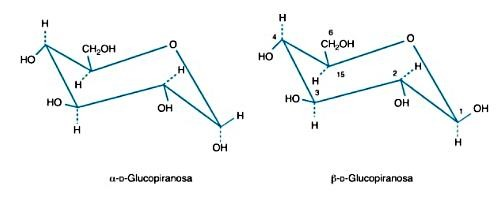 H
CH₂OH
O
HO
H
H
HO
OH
H
H
OH
α-D-Glucopiranosa
H
4
6
CH₂OH
O
HO
H
15
2
H
HO
3
OH
H
1
OH
H
β-D-Glucopiranosa